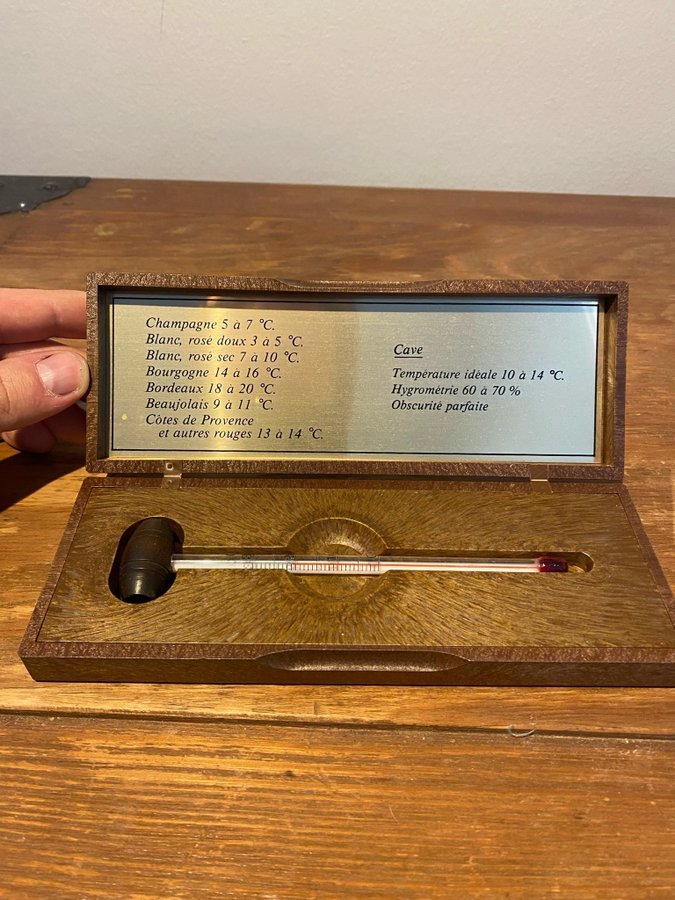 Champagne 5 à 7 °C.
Blanc, rosé doux 3 à 5 °C.
Blanc, rosé sec 7 à 10 °C.
Bourgogne 14 à 16 °C.
Bordeaux 18 à 20 °C.
Beaujolais 9 à 11 °C.
Côtes de Provence
et autres rouges 13 à 14 °C.
Cave
Température idéale 10 à 14 °C.
Hygrométrie 60 à 70 %
Obscurité parfaite